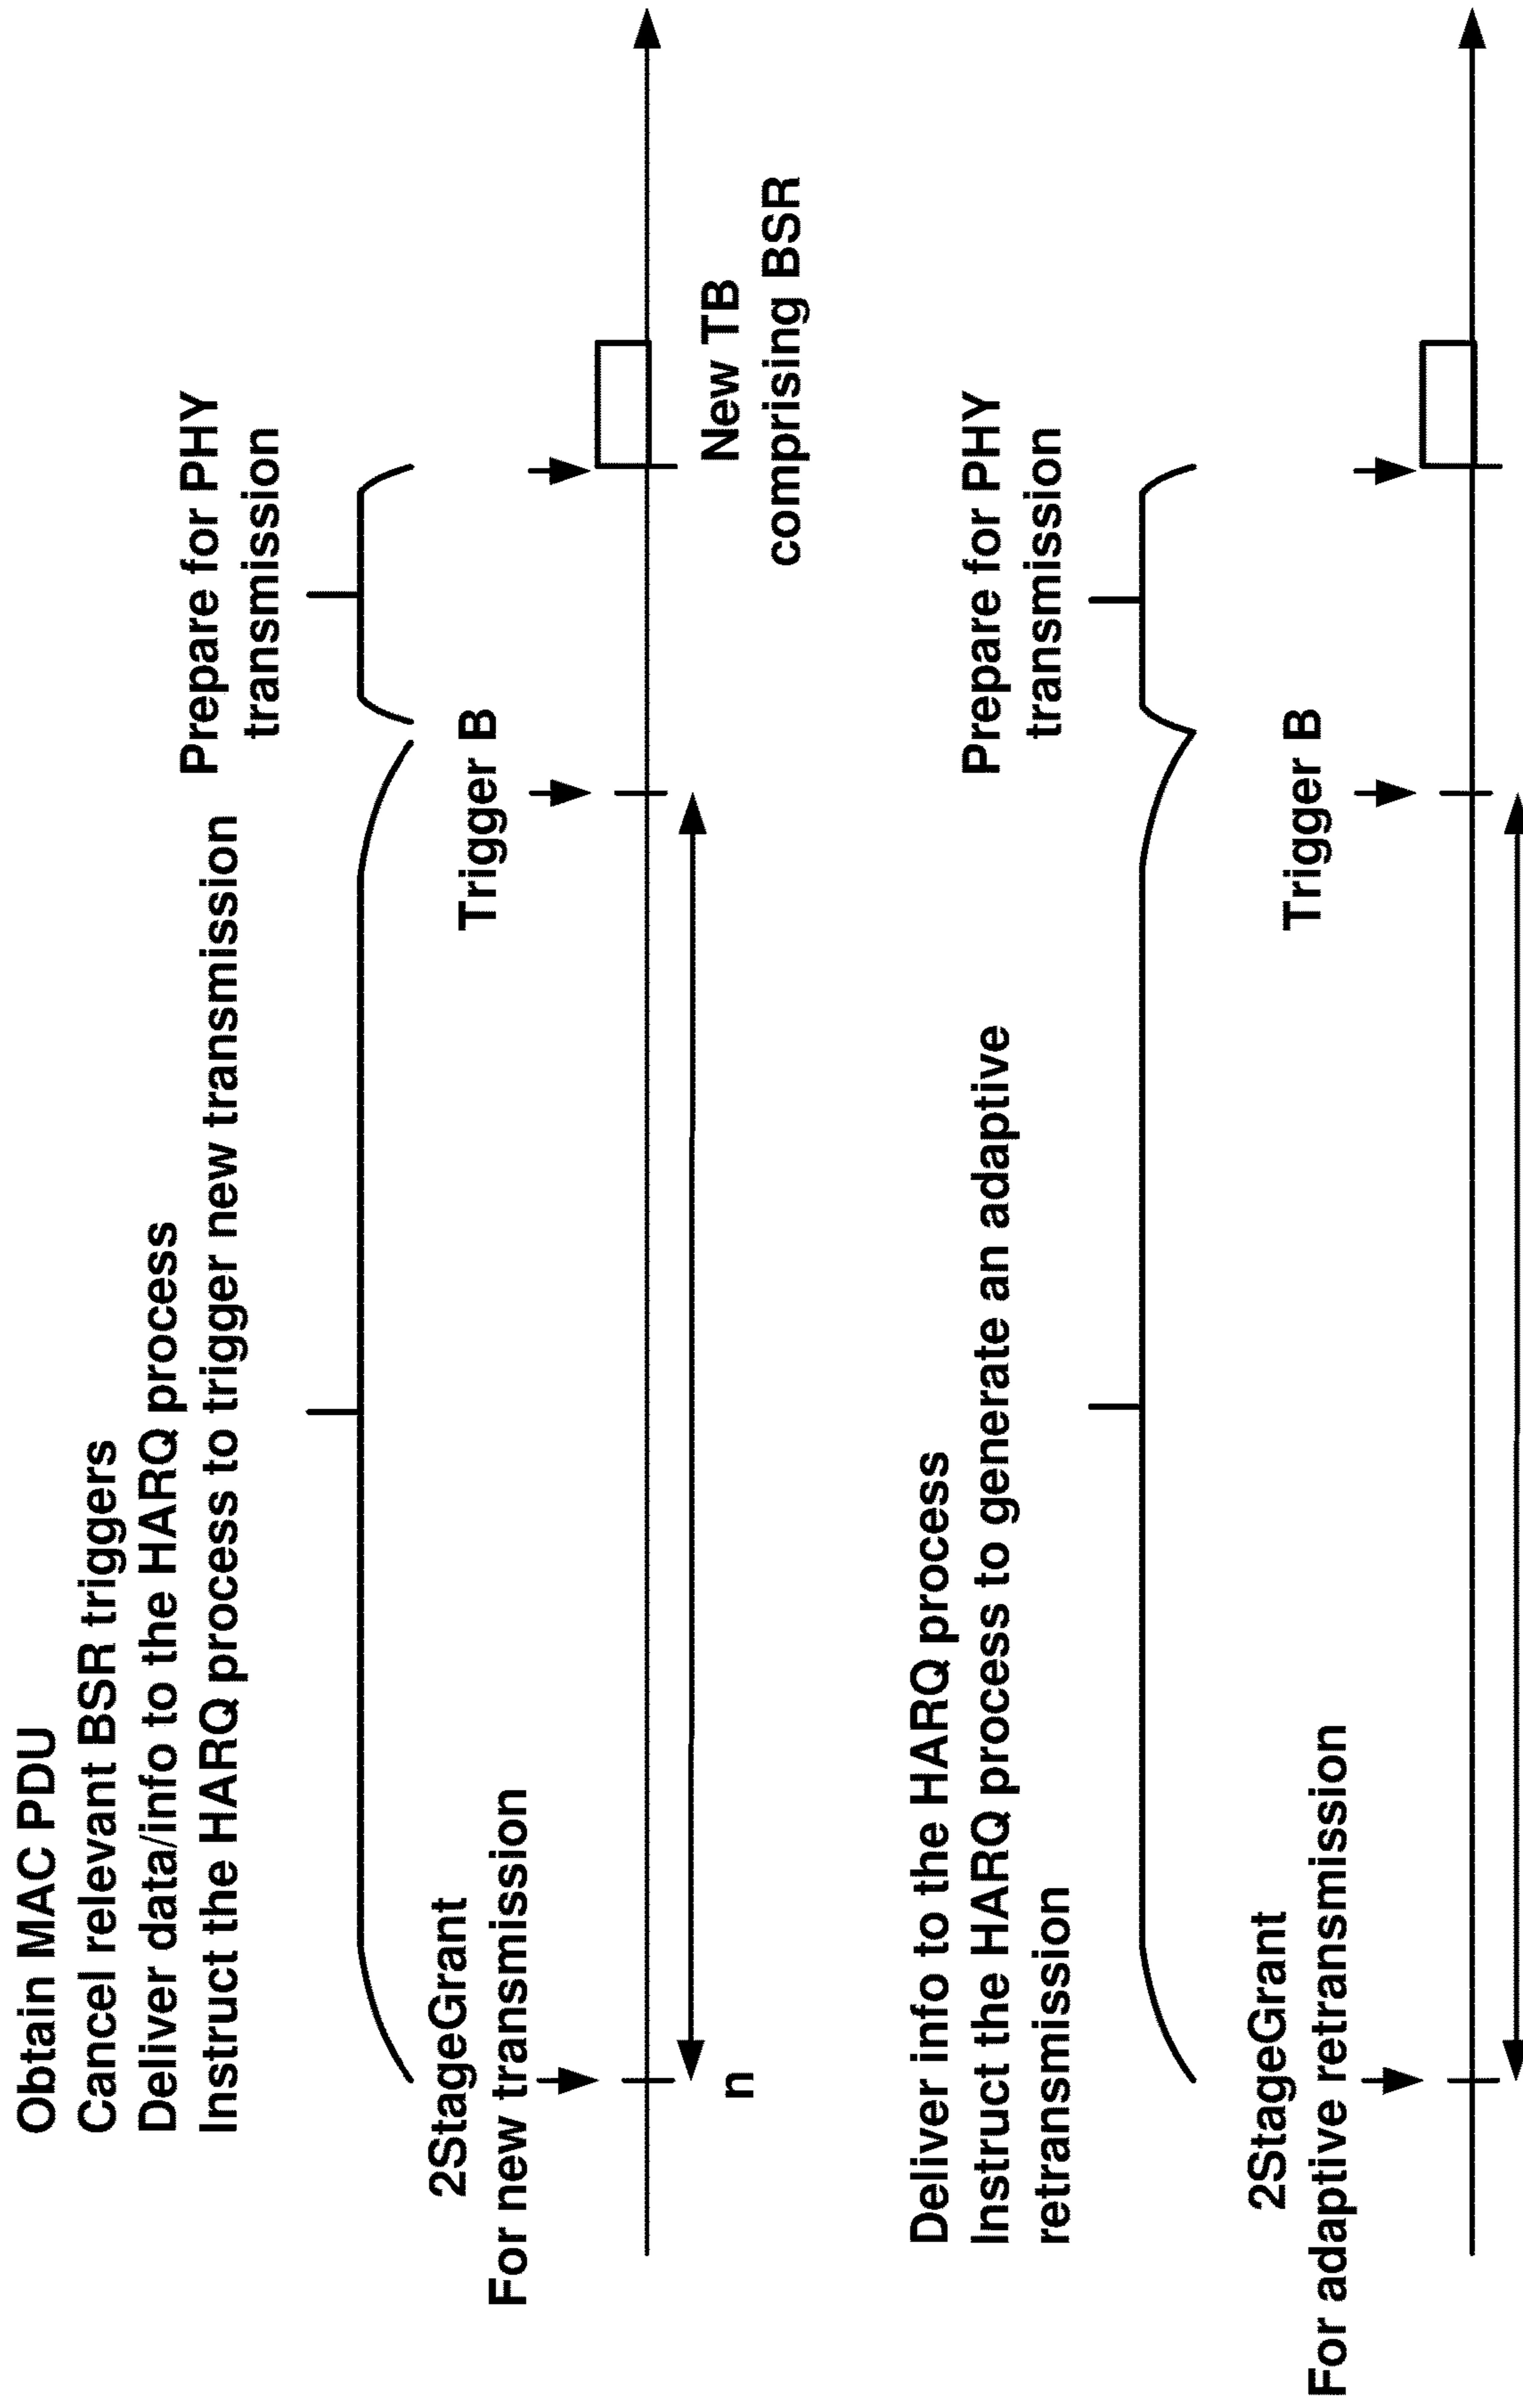 Obtain MAC PDU
Cancel relevant BSR triggers
Deliver data/info to the HARQ process
Instruct the HARQ process to trigger new transmission
Prepare for PHY
transmission
2StageGrant
For new transmission
Trigger B
n
New TB
comprising BSR
Deliver info to the HARQ process
Instruct the HARQ process to generate an adaptive
retransmission
Prepare for PHY
transmission
2StageGrant
For adaptive retransmission
Trigger B